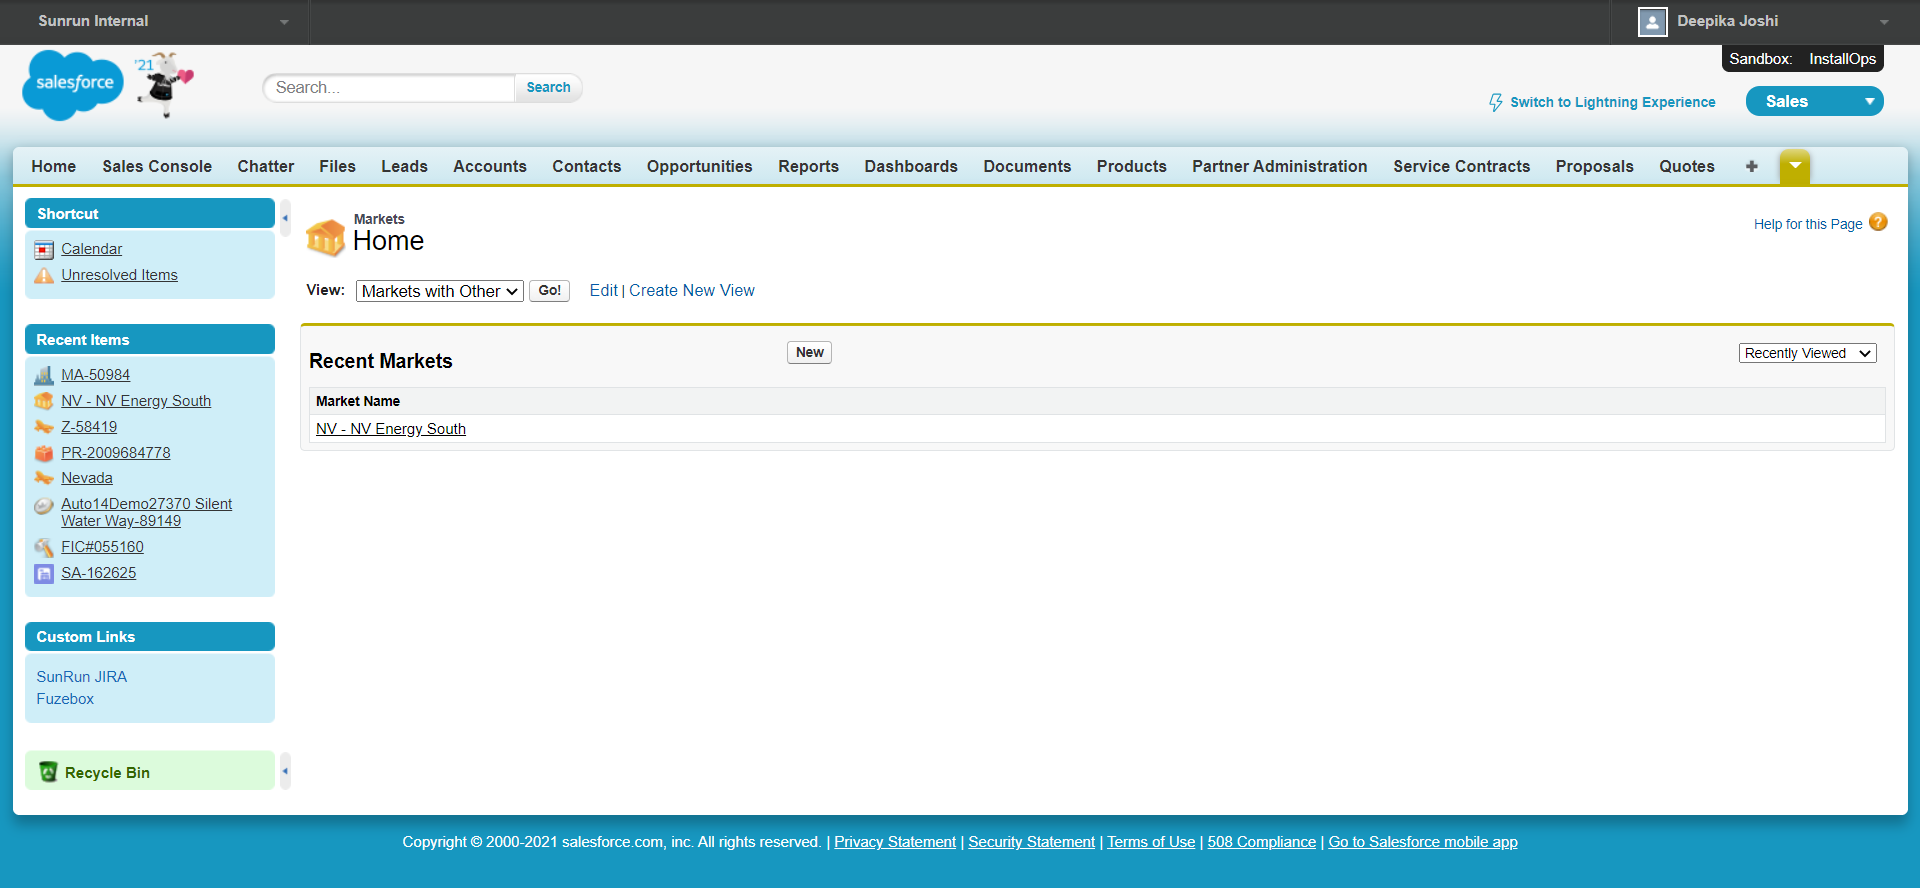 Sunrun Internal
Deepika Joshi
Sandbox: InstallOps
salesforce
'21
Search...
Search
Switch to Lightning Experience
Sales
Home Sales Console Chatter Files Leads Accounts Contacts Opportunities Reports Dashboards Documents Products Partner Administration Service Contracts Proposals Quotes +
Shortcut
Calendar
Unresolved Items
Recent Items
MA-50984
NV - NV Energy South
Z-58419
PR-2009684778
Nevada
Auto14Demo27370 Silent
Water Way-89149
FIC#055160
SA-162625
Custom Links
SunRun JIRA
Fuzebox
Recycle Bin
Markets
Home
Help for this Page ?
View: Markets with Other Go! Edit | Create New View
Recent Markets
New
Recently Viewed
Market Name
NV - NV Energy South
Copyright © 2000-2021 salesforce.com, inc. All rights reserved. | Privacy Statement | Security Statement | Terms of Use | 508 Compliance | Go to Salesforce mobile app